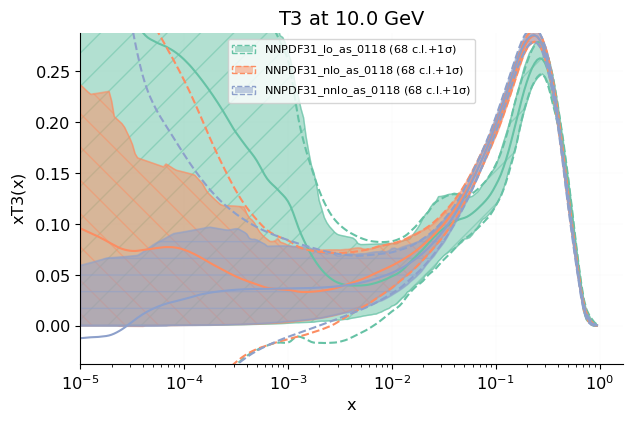 T3 at 10.0 GeV
NNPDF31_lo_as_0118 (68 c.l.+1σ)
NNPDF31_nlo_as_0118 (68 c.l.+1σ)
NNPDF31_nnlo_as_0118 (68 c.l.+1σ)
xT3(x)
0.25
0.20
0.15
0.10
0.05
0.00
10⁻⁵ 10⁻⁴ 10⁻³ 10⁻² 10⁻¹ 10⁰
x